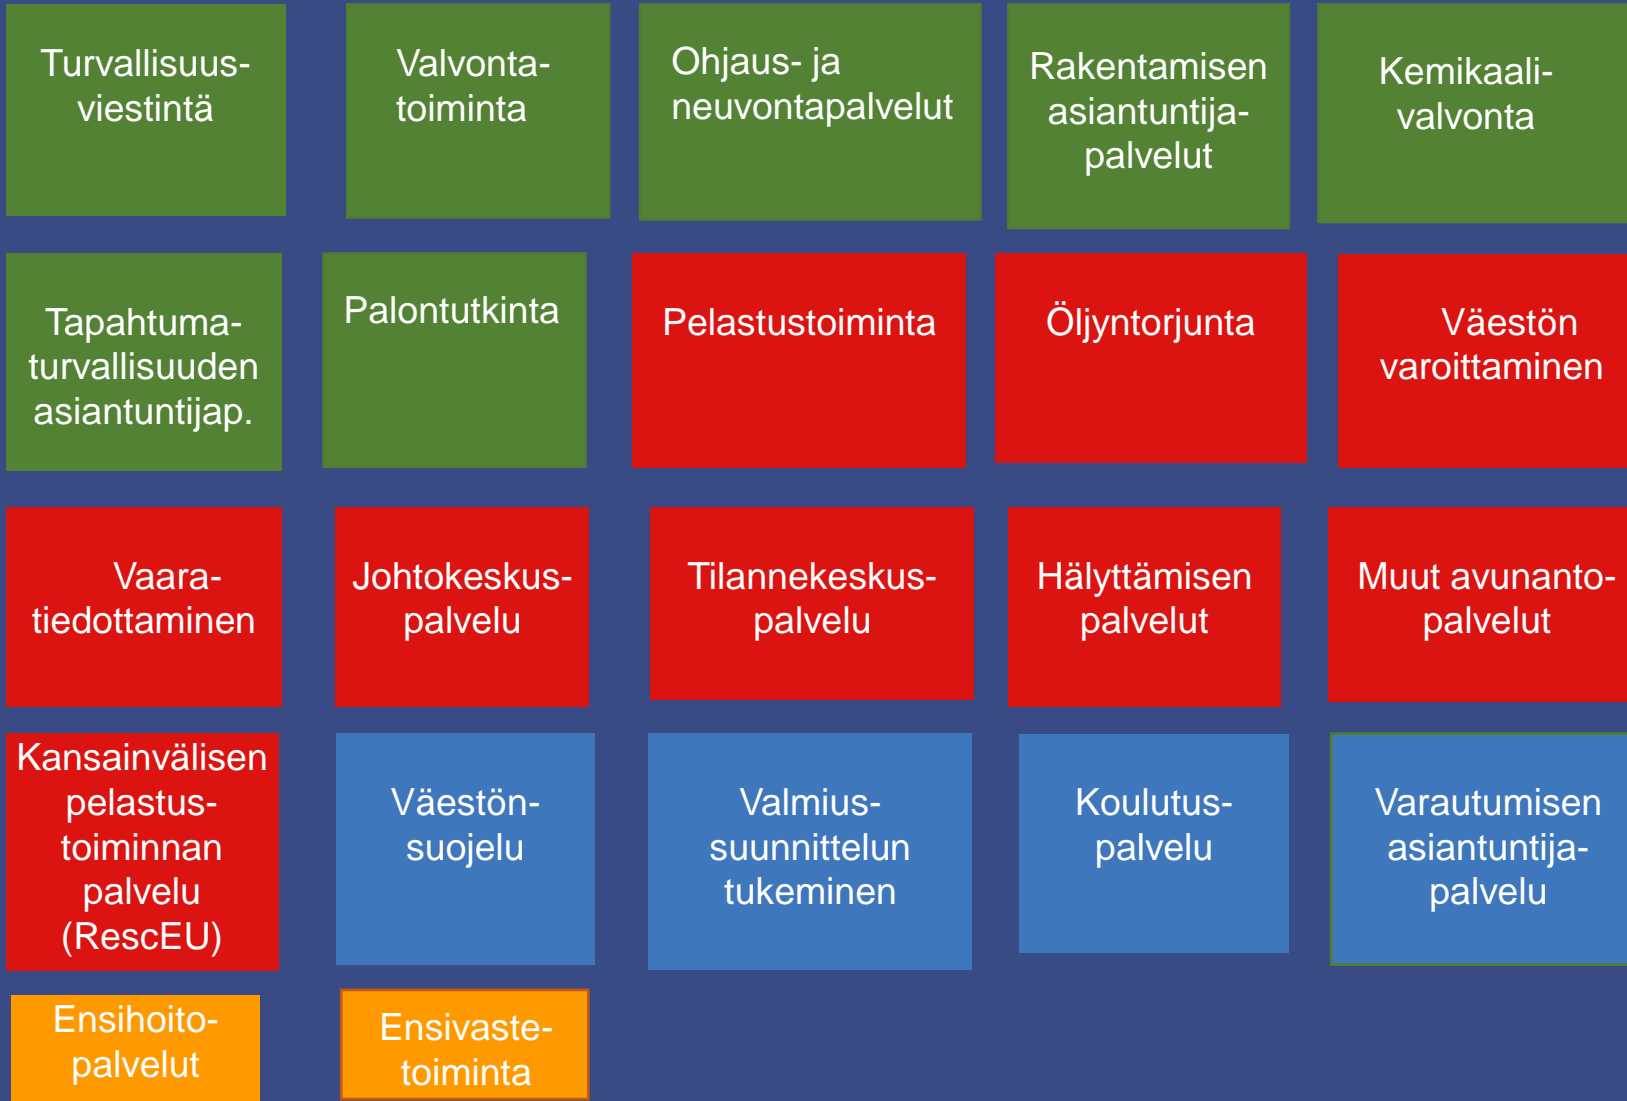 Turvallisuus-
viestintä
Valvonta-
toiminta
Ohjaus- ja
neuvontapalvelut
Rakentamisen
asiantuntija-
palvelut
Kemikaali-
valvonta
Tapahtuma-
turvallisuuden
asiantuntijap.
Palontutkinta
Pelastustoiminta
Öljyntorjunta
Väestön
varoittaminen
Vaara-
tiedottaminen
Johtokeskus-
palvelu
Tilannekeskus-
palvelu
Hälyttämisen
palvelut
Muut avunanto-
palvelut
Kansainvälisen
pelastus-
toiminnan
palvelu
(RescEU)
Väestön-
suojelu
Valmius-
suunnittelun
tukeminen
Koulutus-
palvelu
Varautumisen
asiantuntija-
palvelu
Ensihoito-
palvelut
Ensivaste-
toiminta